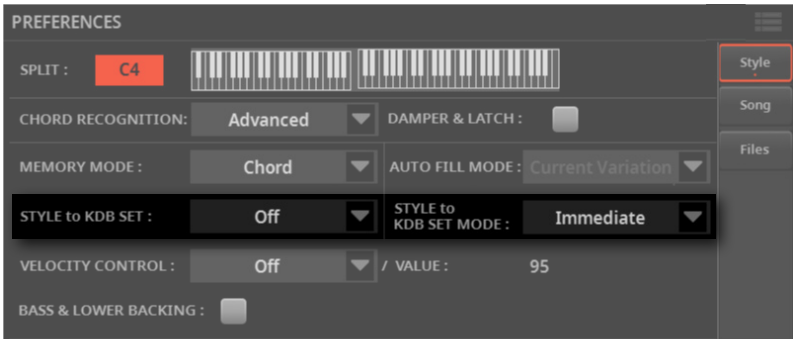 PREFERENCES
SPLIT : C4
Style
CHORD RECOGNITION: Advanced DAMPER & LATCH :
Song
MEMORY MODE : Chord AUTO FILL MODE : Current Variation
Files
STYLE to KDB SET : Off STYLE to
KDB SET MODE : Immediate
VELOCITY CONTROL : Off / VALUE : 95
BASS & LOWER BACKING :